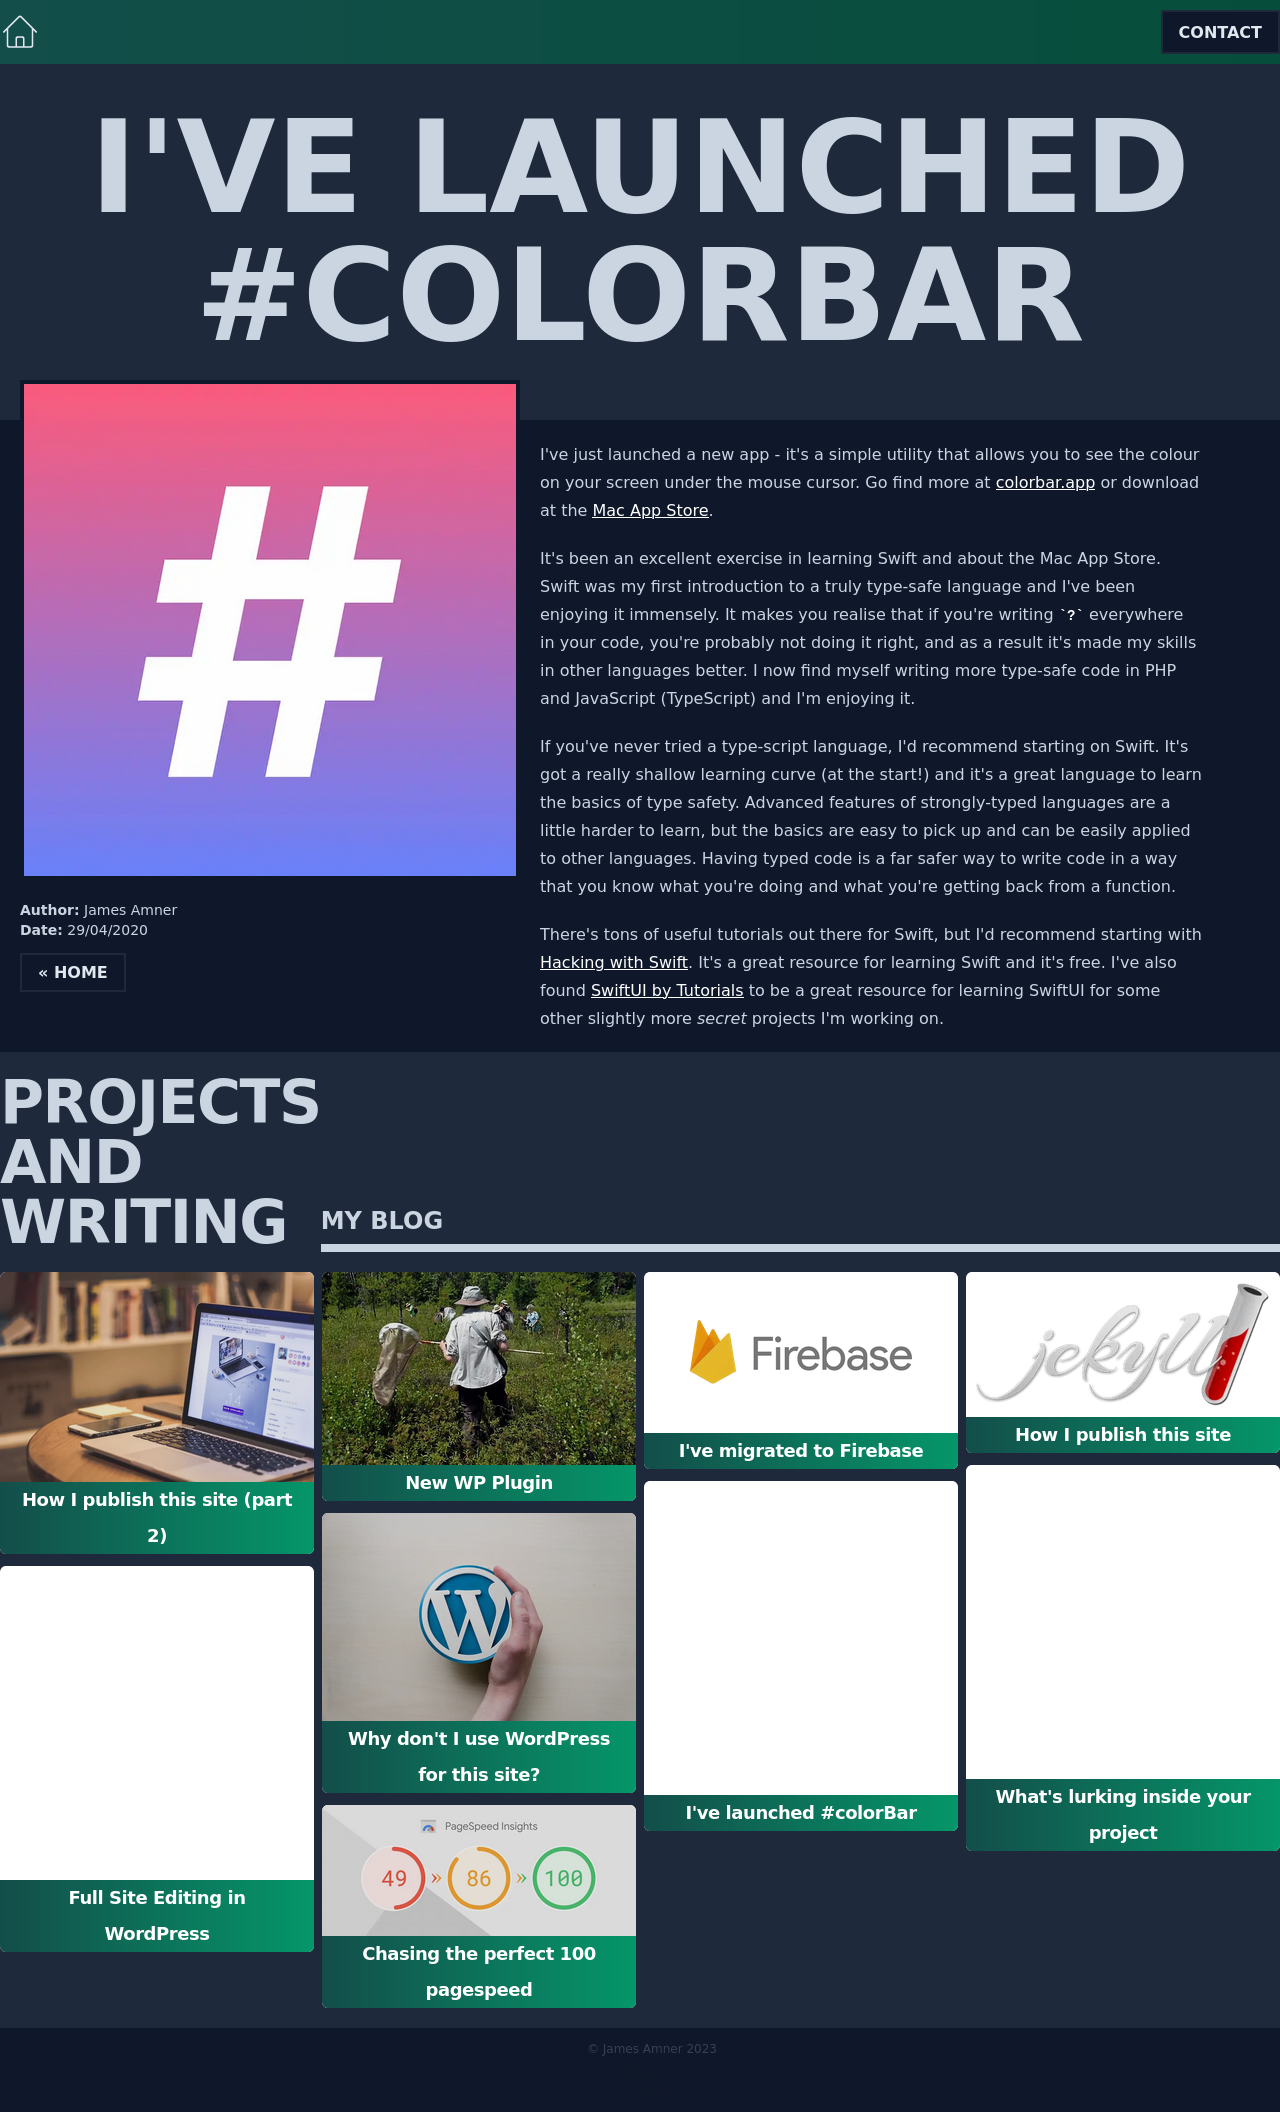 CONTACT
I'VE LAUNCHED
#COLORBAR
#
I've just launched a new app - it's a simple utility that allows you to see the colour
on your screen under the mouse cursor. Go find more at colorbar.app or download
at the Mac App Store.
It's been an excellent exercise in learning Swift and about the Mac App Store.
Swift was my first introduction to a truly type-safe language and I've been
enjoying it immensely. It makes you realise that if you're writing `?` everywhere
in your code, you're probably not doing it right, and as a result it's made my skills
in other languages better. I now find myself writing more type-safe code in PHP
and JavaScript (TypeScript) and I'm enjoying it.
If you've never tried a type-script language, I'd recommend starting on Swift. It's
got a really shallow learning curve (at the start!) and it's a great language to learn
the basics of type safety. Advanced features of strongly-typed languages are a
little harder to learn, but the basics are easy to pick up and can be easily applied
to other languages. Having typed code is a far safer way to write code in a way
that you know what you're doing and what you're getting back from a function.
There's tons of useful tutorials out there for Swift, but I'd recommend starting with
Hacking with Swift. It's a great resource for learning Swift and it's free. I've also
found SwiftUI by Tutorials to be a great resource for learning SwiftUI for some
other slightly more secret projects I'm working on.
Author: James Amner
Date: 29/04/2020
« HOME
PROJECTS
AND
WRITING
MY BLOG
How I publish this site (part
2)
Full Site Editing in
WordPress
New WP Plugin
W
Why don't I use WordPress
for this site?
PageSpeed Insights
49 » 86 » 100
Chasing the perfect 100
pagespeed
Firebase
I've migrated to Firebase
I've launched #colorBar
jekyll
How I publish this site
What's lurking inside your
project
© James Amner 2023